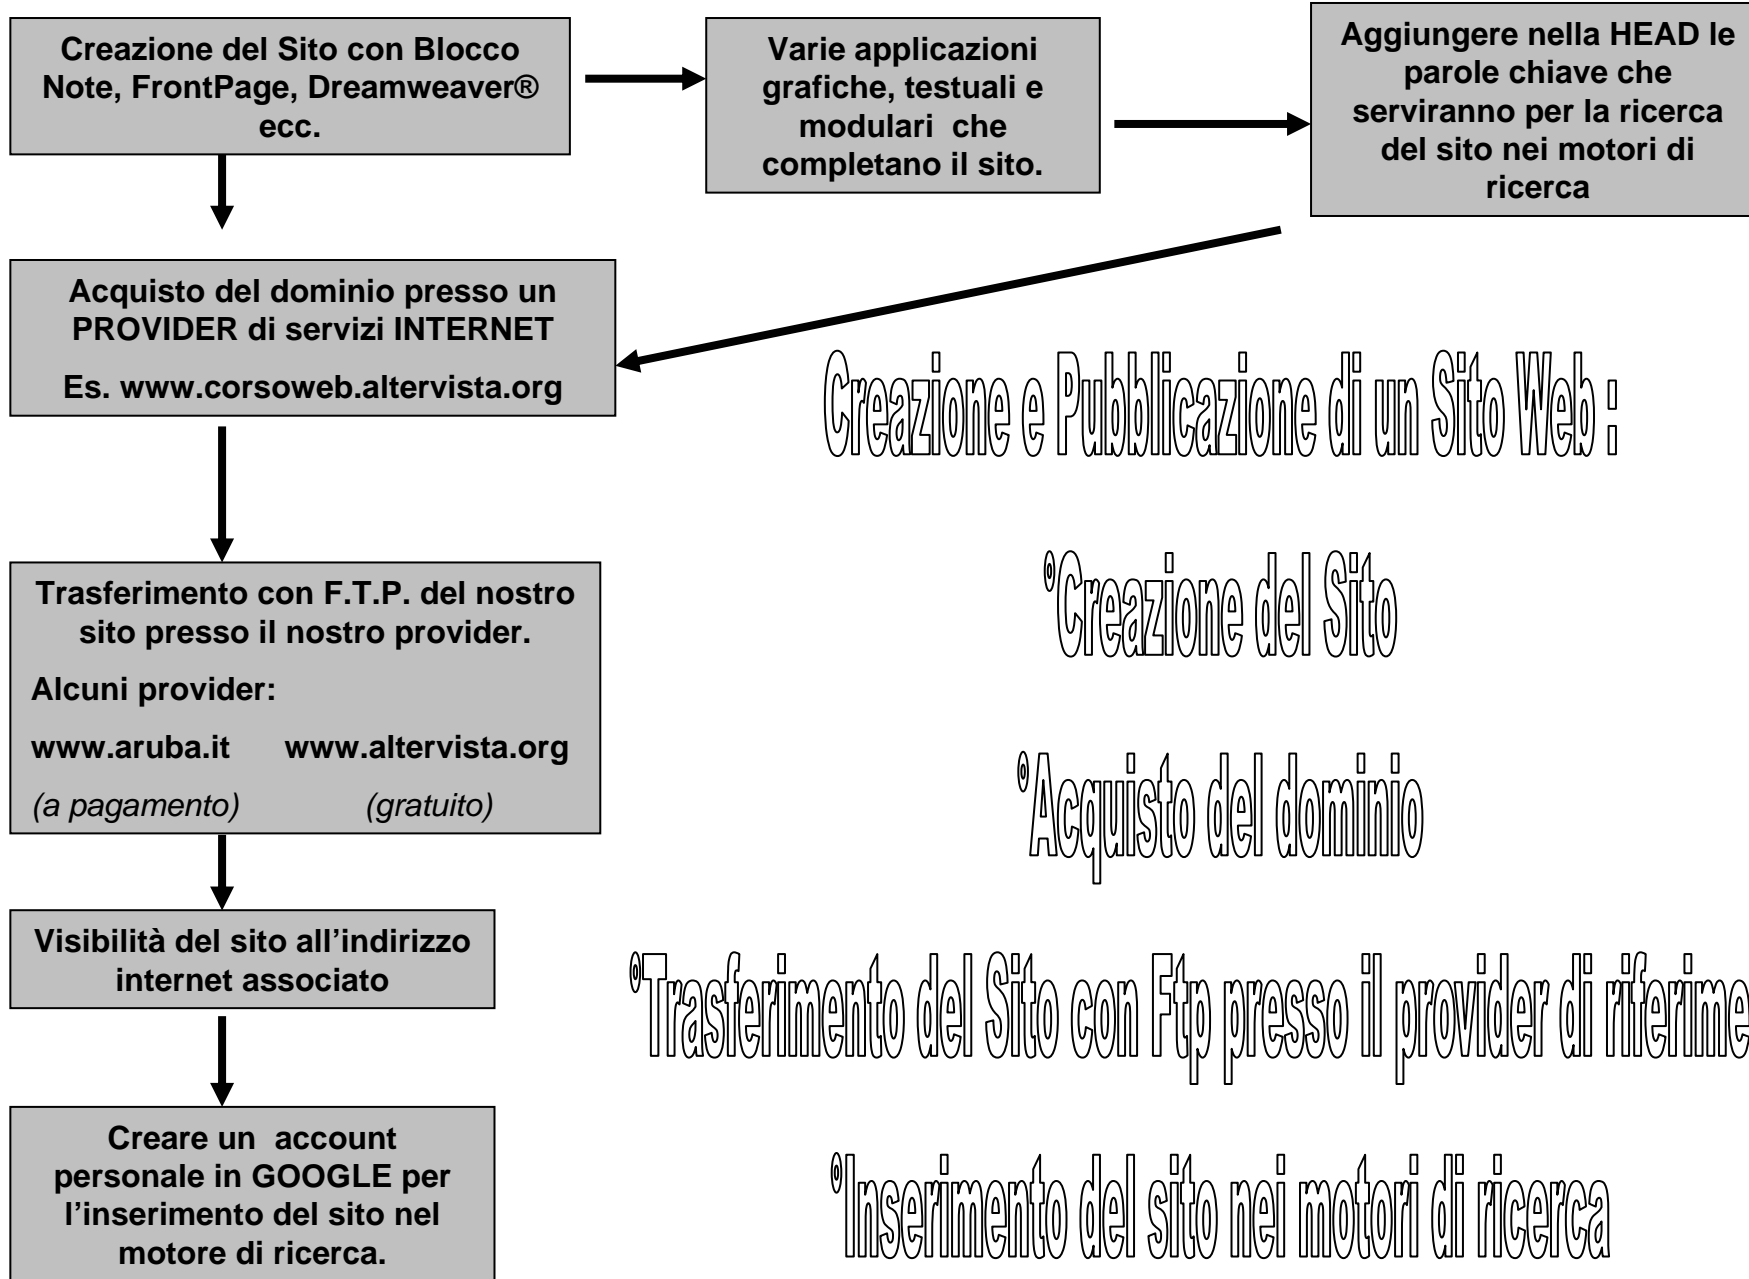 Creazione del Sito con Blocco
Note, FrontPage, Dreamweaver®
ecc.
Varie applicazioni
grafiche, testuali e
modulari che
completano il sito.
Aggiungere nella HEAD le
parole chiave che
serviranno per la ricerca
del sito nei motori di
ricerca
Acquisto del dominio presso un
PROVIDER di servizi INTERNET
Es. www.corsoweb.altervista.org
Trasferimento con F.T.P. del nostro
sito presso il nostro provider.
Alcuni provider:
www.aruba.it www.altervista.org
(a pagamento) (gratuito)
Visibilità del sito all’indirizzo
internet associato
Creare un account
personale in GOOGLE per
l’inserimento del sito nel
motore di ricerca.
Creazione e Pubblicazione di un Sito Web :
°Creazione del Sito
°Acquisto del dominio
°Trasferimento del Sito con Ftp presso il provider di riferime
°Inserimento del sito nei motori di ricerca